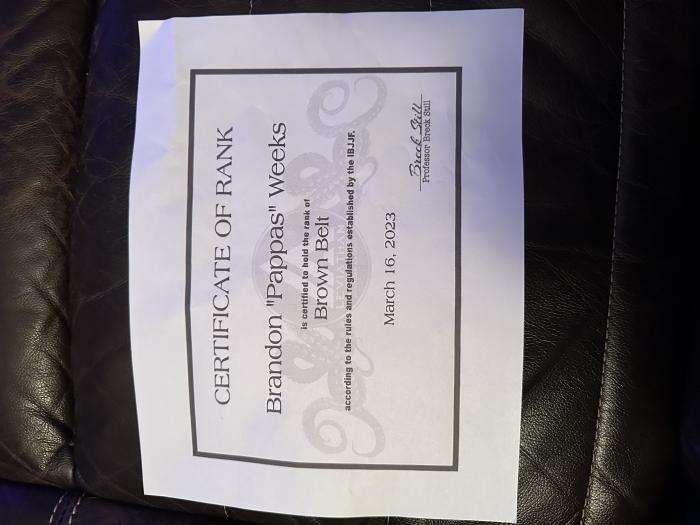 CERTIFICATE OF RANK
Brandon "Pappas" Weeks
is certified to hold the rank of
Brown Belt
according to the rules and regulations established by the IBJJF.
March 16, 2023
Breck Still
Professor Breck Still